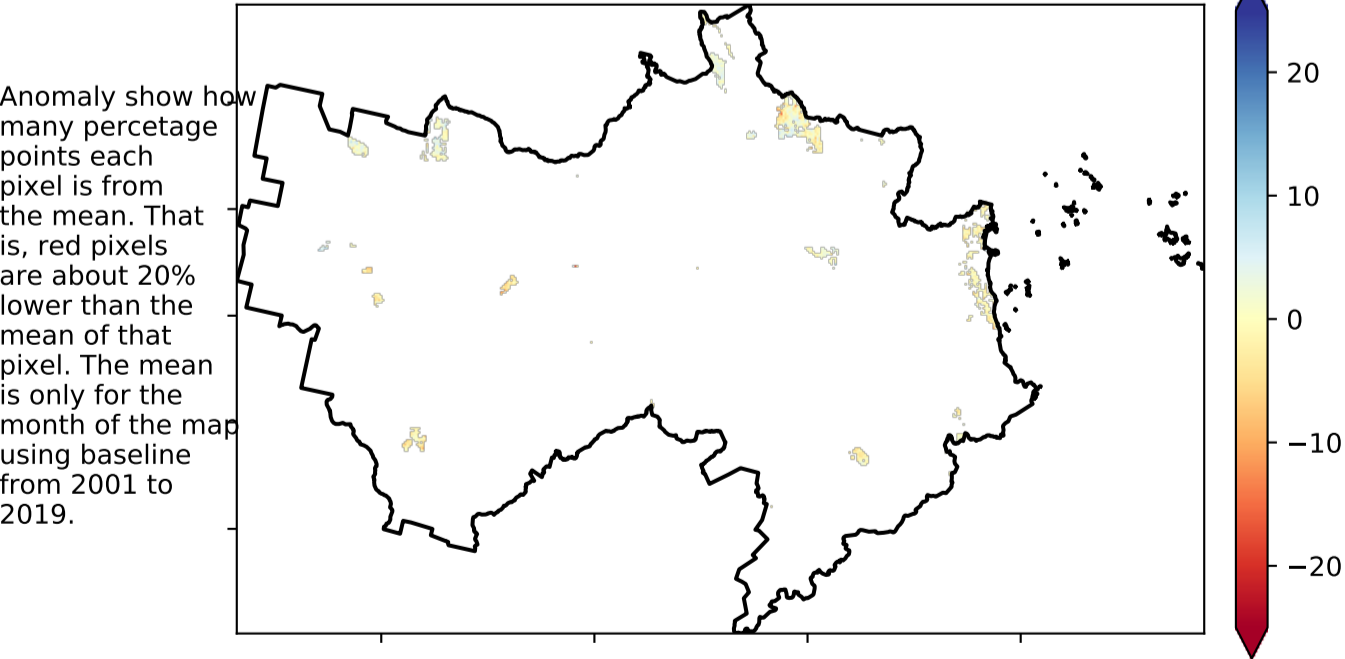 Anomaly show how
many percetage
points each
pixel is from
the mean. That
is, red pixels
are about 20%
lower than the
mean of that
pixel. The mean
is only for the
month of the map
using baseline
from 2001 to
2019.
20
10
0
−10
−20